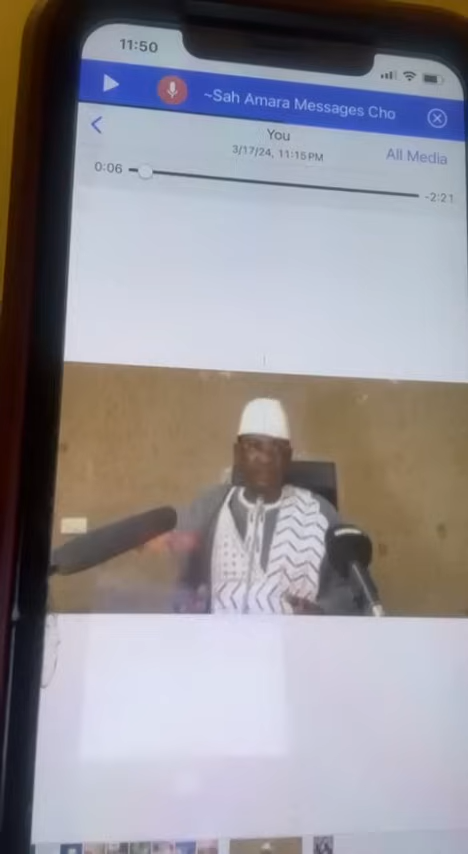 11:50
~Sah Amara Messages Cho
You
3/17/24, 11:15 PM
All Media
0:06
-2:21